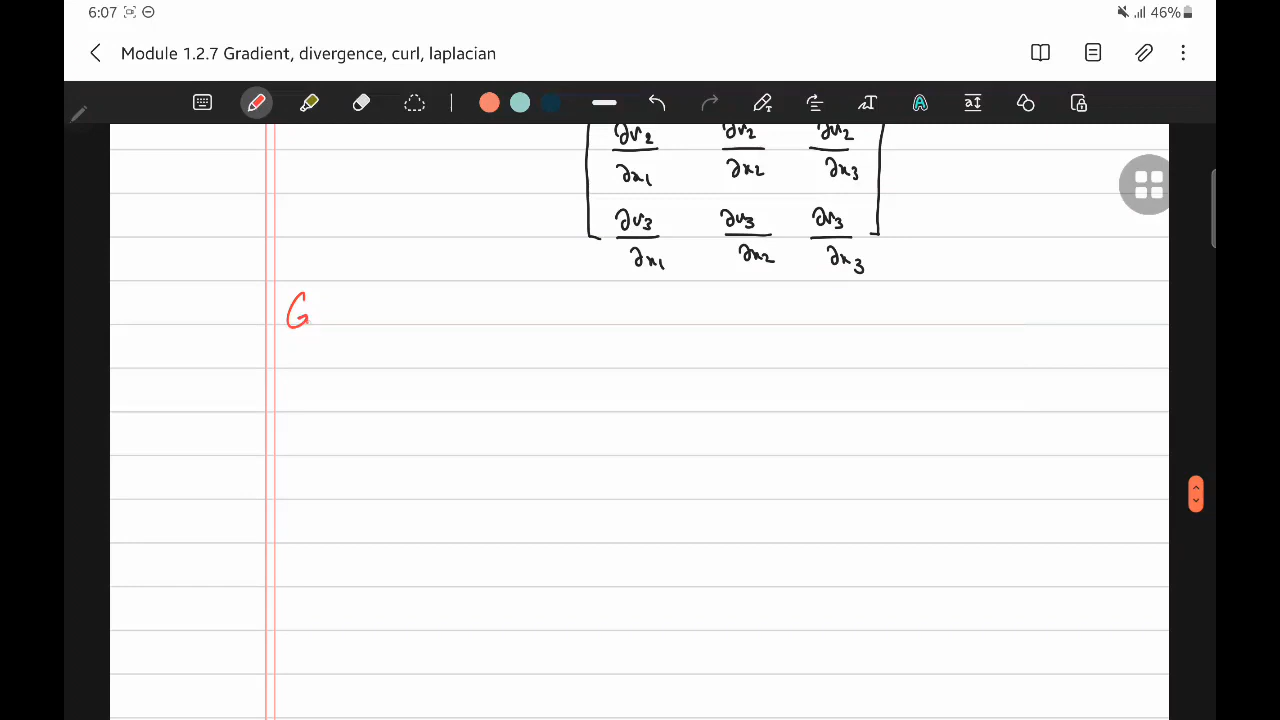 6:07 46%
Module 1.2.7 Gradient, divergence, curl, laplacian
∂v2 ∂v2 ∂v2
∂x1 ∂x2 ∂x3
∂v3 ∂v3 ∂v3
∂x1 ∂x2 ∂x3
G